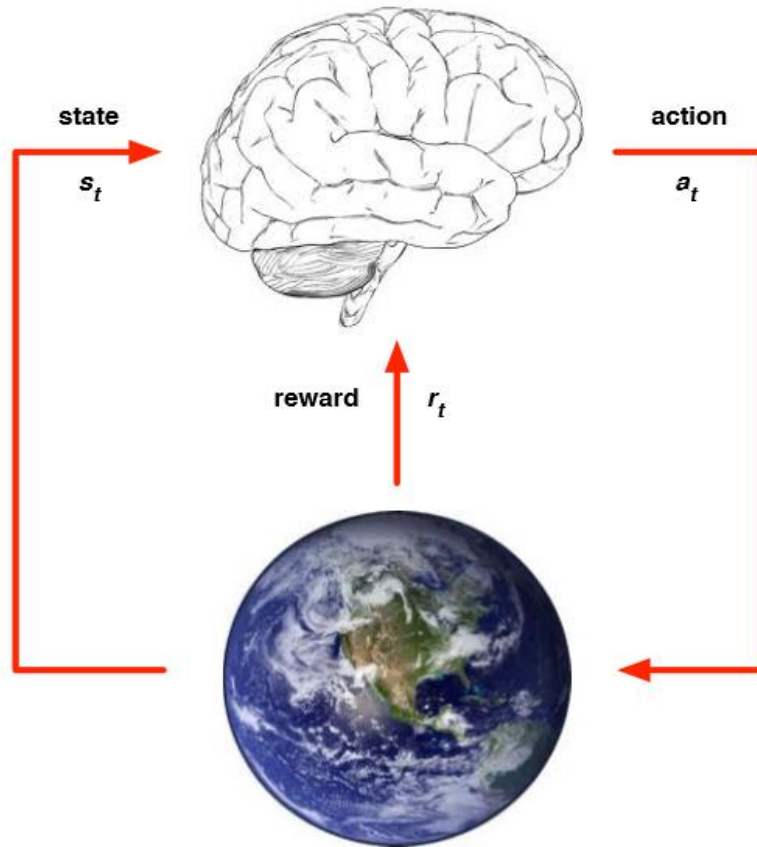 state
s_t
action
a_t
reward
r_t